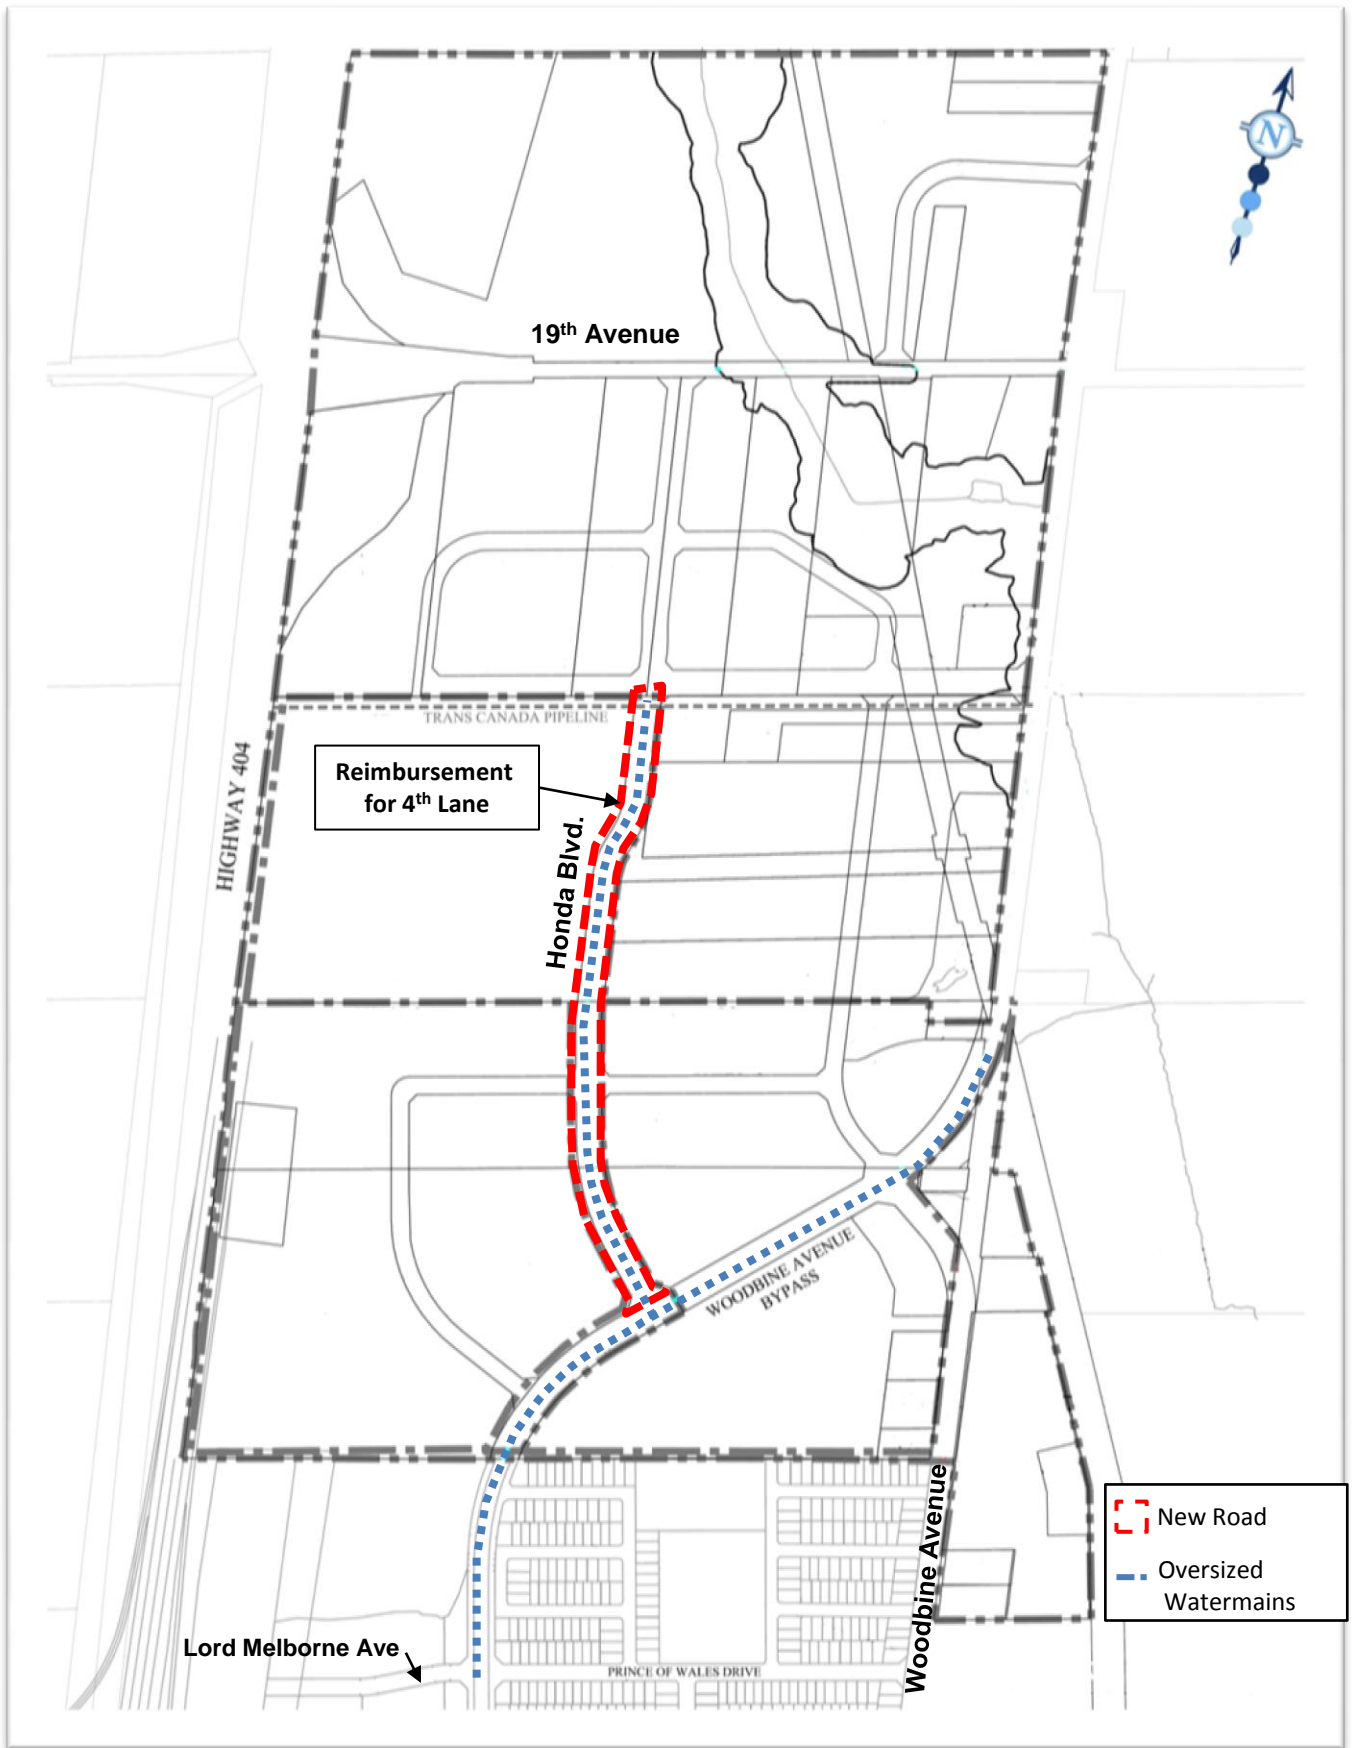 N
19th Avenue
TRANS CANADA PIPELINE
Reimbursement
for 4th Lane
HIGHWAY 404
Honda Blvd.
WOODBINE AVENUE
BYPASS
Woodbine Avenue
New Road
Oversized
Watermains
Lord Melborne Ave
PRINCE OF WALES DRIVE